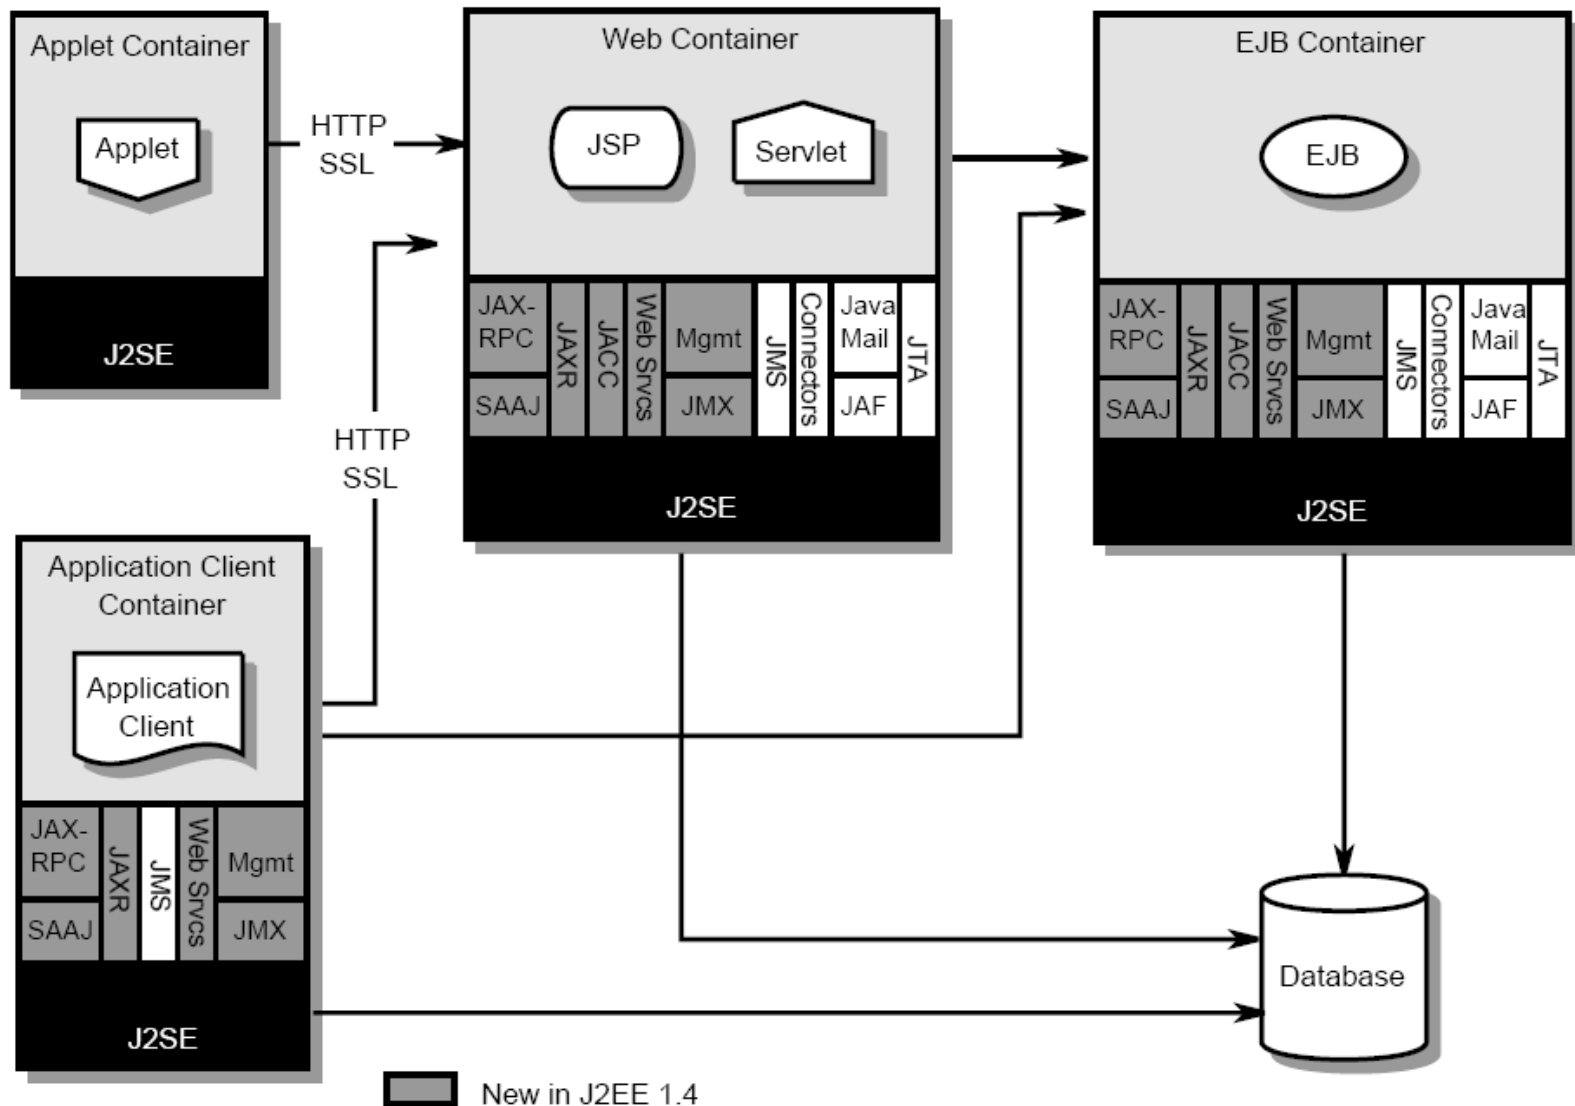 Applet Container
Applet
J2SE
HTTP
SSL
Web Container
JSP
Servlet
JAX-
RPC
SAAJ
JAXR
JACC
Web Srvcs
Mgmt
JMX
JMS
Connectors
Java
Mail
JAF
JTA
J2SE
EJB Container
EJB
JAX-
RPC
SAAJ
JAXR
JACC
Web Srvcs
Mgmt
JMX
JMS
Connectors
Java
Mail
JAF
JTA
J2SE
HTTP
SSL
Application Client
Container
Application
Client
JAX-
RPC
SAAJ
JAXR
JMS
Web Srvcs
Mgmt
JMX
J2SE
Database
New in J2EE 1.4